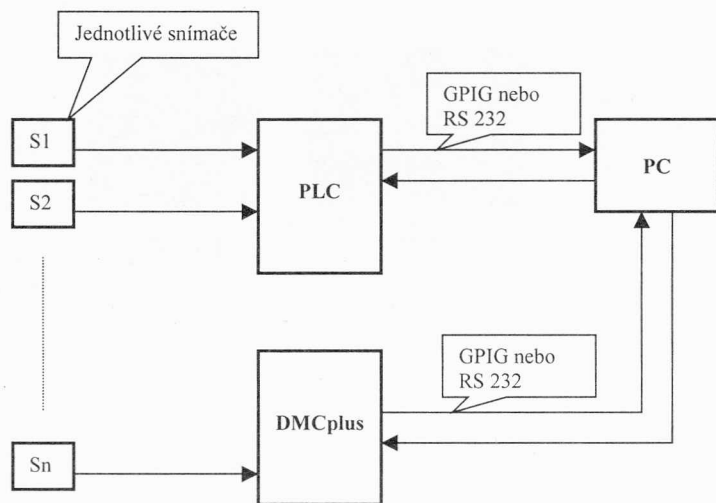 Jednotlivé snímače
S1
GPIG nebo
RS 232
PLC
PC
S2
GPIG nebo
RS 232
DMCplus
Sn